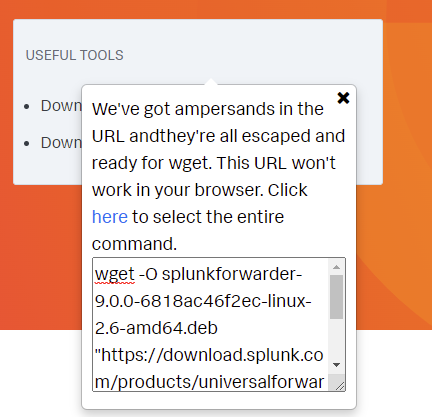 USEFUL TOOLS
Down
Down
We've got ampersands in the
URL andthey're all escaped and
ready for wget. This URL won't
work in your browser. Click
here to select the entire
command.
wget -O splunkforwarder-
9.0.0-6818ac46f2ec-linux-
2.6-amd64.deb
"https://download.splunk.co
m/products/universalforwar